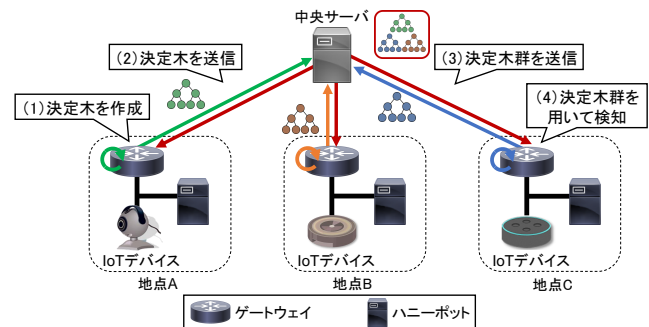 中央サーバ
(2)決定木を送信
(3)決定木群を送信
(1)決定木を作成
(4)決定木群を
用いて検知
IoTデバイス
IoTデバイス
IoTデバイス
地点A
地点B
地点C
ゲートウェイ
ハニーポット